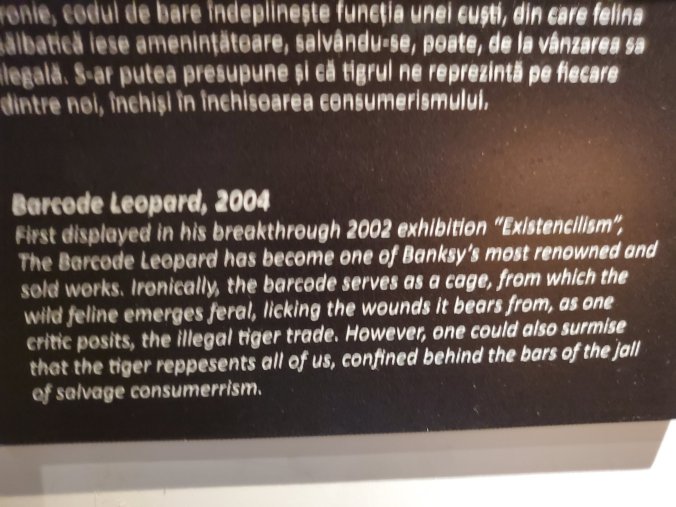 ronie, codul de bare îndeplinește funcția unei cuști, din care felina
ălbatică iese amenințătoare, salvându-se, poate, de la vânzarea sa
ilegală. S-ar putea presupune și că tigrul ne reprezintă pe fiecare
dintre noi, închiși în închisoarea consumerismului.
Barcode Leopard, 2004
First displayed in his breakthrough 2002 exhibition "Existencilism",
The Barcode Leopard has become one of Banksy's most renowned and
sold works. Ironically, the barcode serves as a cage, from which the
wild feline emerges feral, licking the wounds it bears from, as one
critic posits, the illegal tiger trade. However, one could also surmise
that the tiger reppesents all of us, confined behind the bars of the jall
of salvage consumerrism.